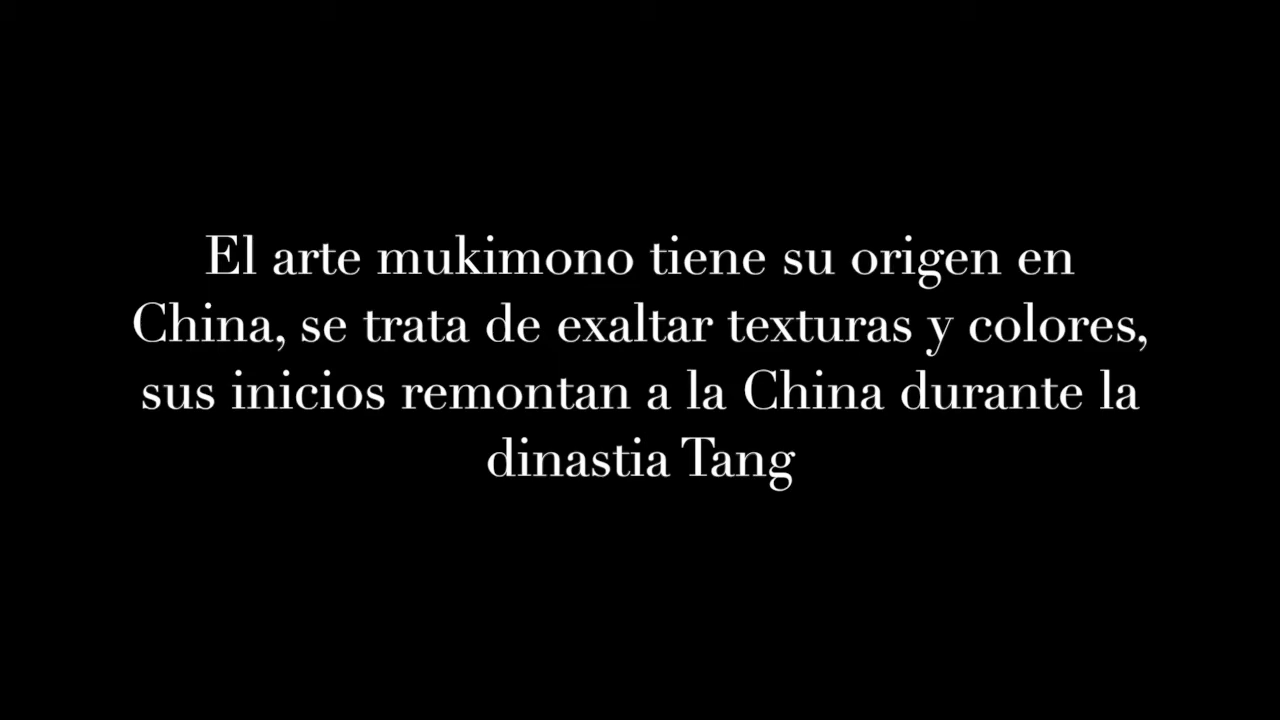 El arte mukimono tiene su origen en
China, se trata de exaltar texturas y colores,
sus inicios remontan a la China durante la
dinastia Tang